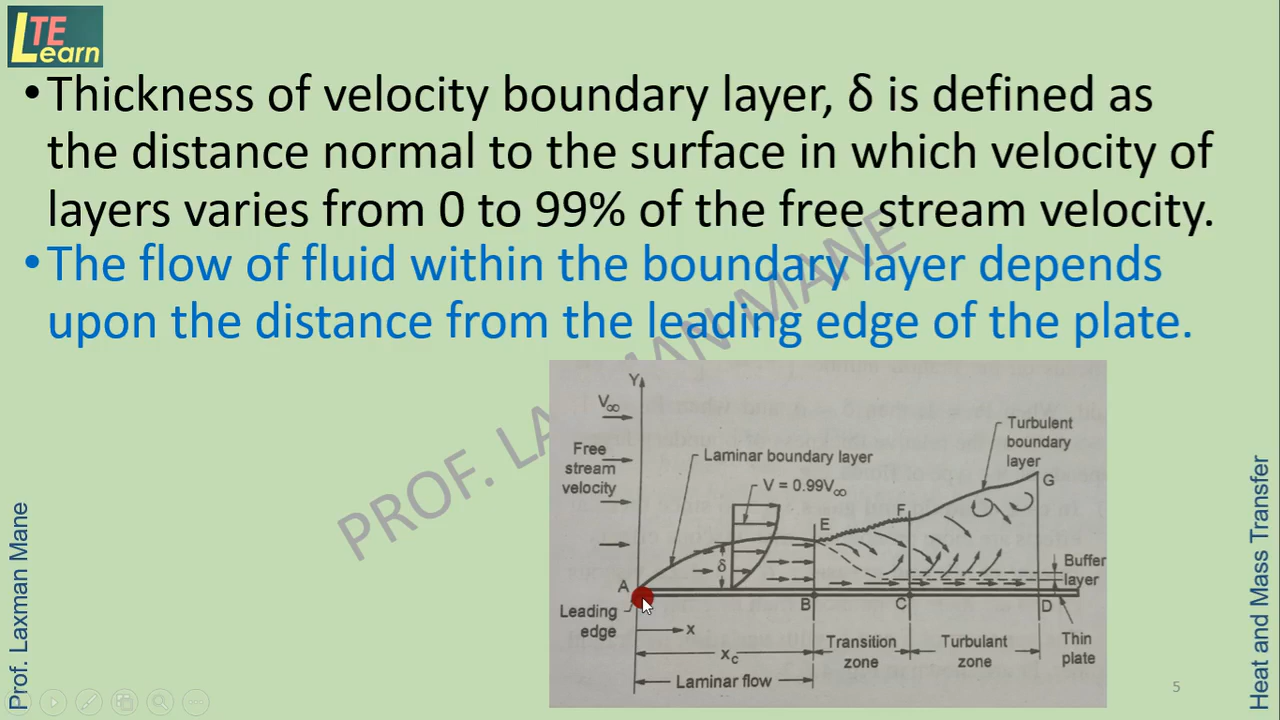 LTE
Learn
•Thickness of velocity boundary layer, δ is defined as
the distance normal to the surface in which velocity of
layers varies from 0 to 99% of the free stream velocity.
•The flow of fluid within the boundary layer depends
upon the distance from the leading edge of the plate.
PROF. LAXMAN MANE
Y
V∞
Free
stream
velocity
Laminar boundary layer
V = 0.99V∞
Turbulent
boundary
layer
G
E
F
δ
A
Buffer
layer
B
C
D
Leading
edge
x
xc
Transition
zone
Turbulant
zone
Thin
plate
Laminar flow
Prof. Laxman Mane
Heat and Mass Transfer
5